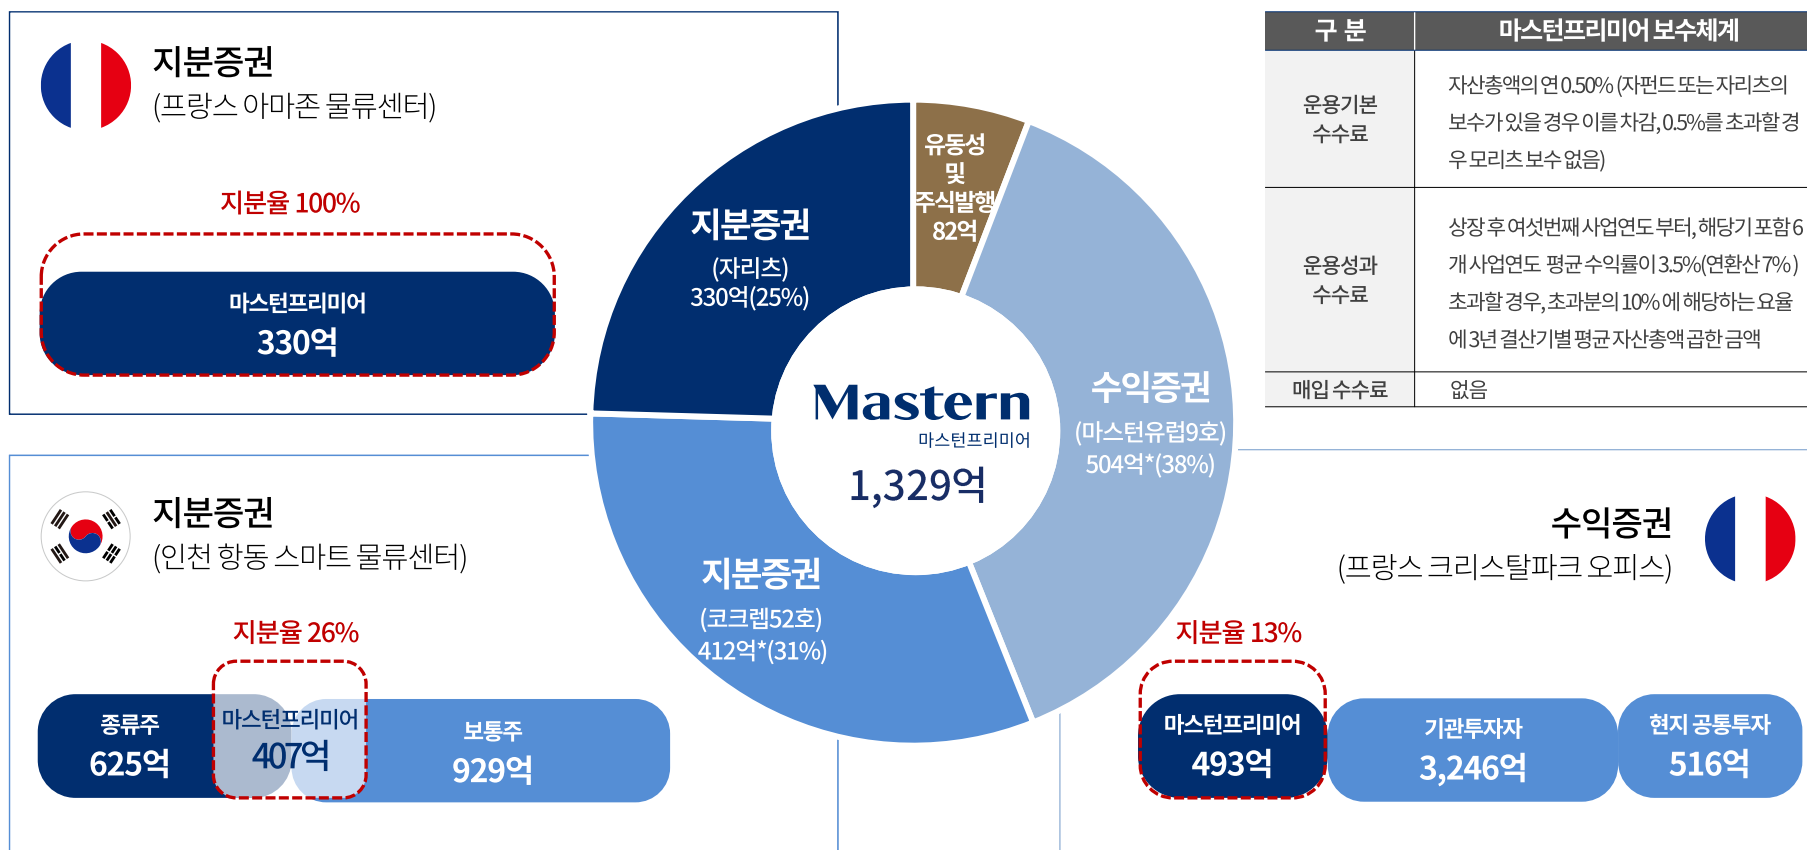 지분증권
(프랑스 아마존 물류센터)
지분율 100%
마스턴프리미어
330억
지분증권
(인천 항동 스마트 물류센터)
지분율 26%
종류주
625억
마스턴프리미어
407억
보통주
929억
유동성
및
주식발행
82억
지분증권
(자리츠)
330억(25%)
수익증권
(마스턴유럽9호)
504억*(38%)
지분증권
(코크렙52호)
412억*(31%)
Mastern
마스턴프리미어
1,329억
구 분 마스턴프리미어 보수체계
운용기본
수수료
자산총액의 연 0.50% (자펀드 또는 자리츠의
보수가 있을 경우 이를 차감, 0.5%를 초과할 경
우 모리츠 보수 없음)
운용성과
수수료
상장 후 여섯번째 사업연도 부터, 해당기 포함 6
개 사업연도 평균 수익률이 3.5%(연환산 7% )
초과할 경우, 초과분의 10% 에 해당하는 요율
에 3년 결산기별 평균 자산총액 곱한 금액
매입 수수료 없음
수익증권
(프랑스 크리스탈파크 오피스)
지분율 13%
마스턴프리미어
493억
기관투자자
3,246억
현지 공통투자
516억